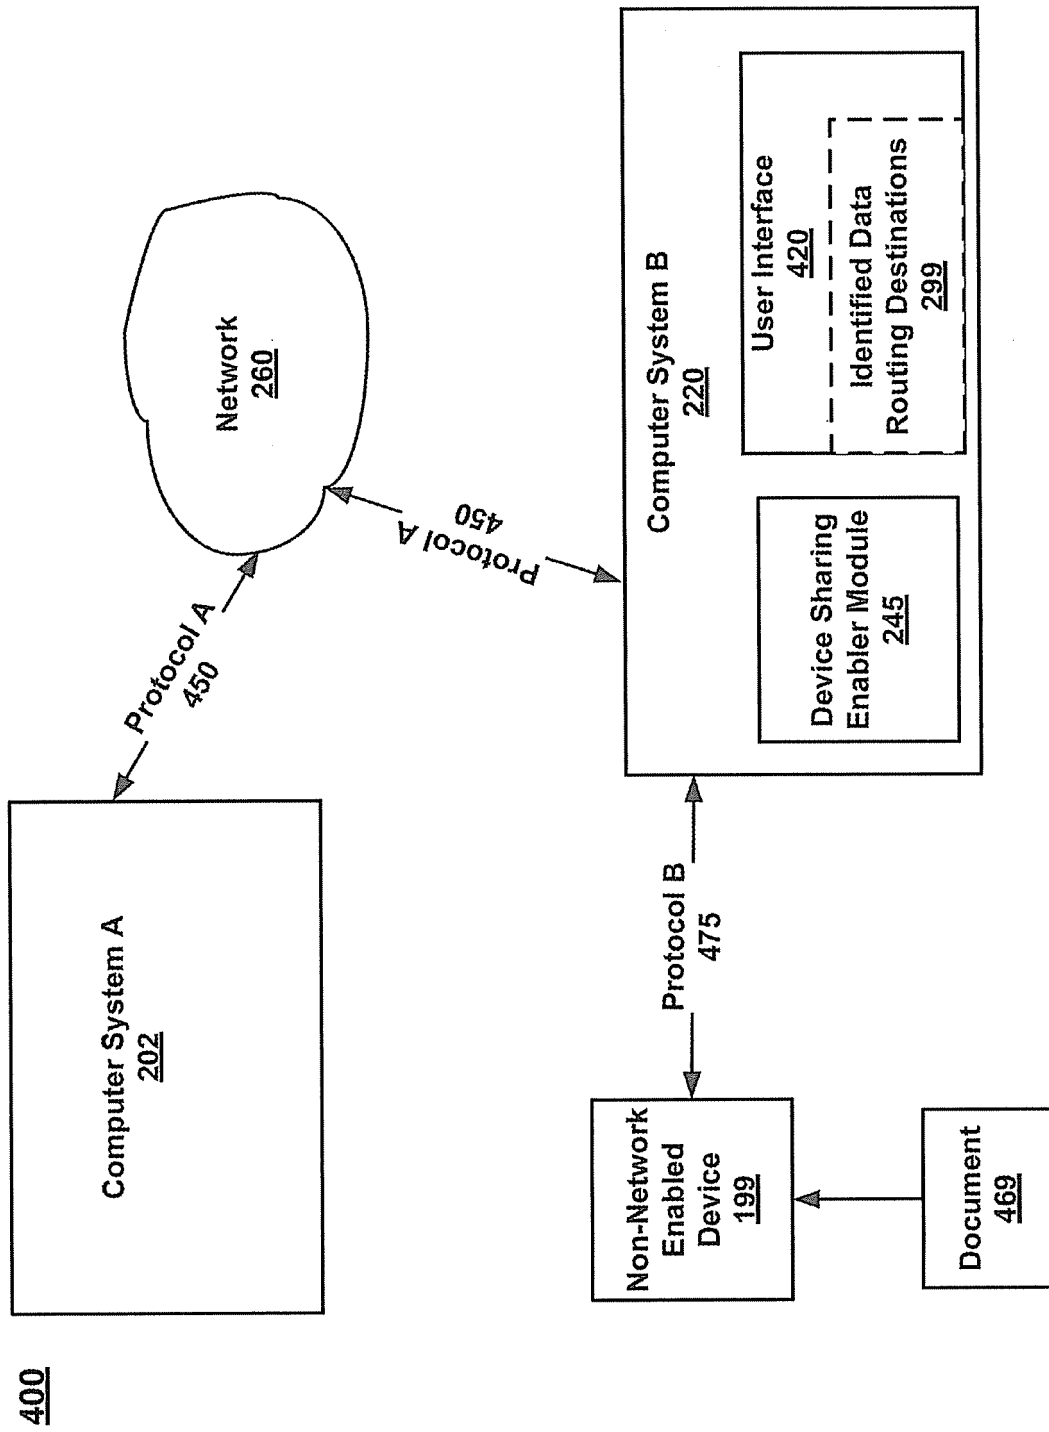 400
Computer System A
202
Protocol A
450
Network
260
Protocol A
450
Non-Network
Enabled
Device
199
Protocol B
475
Document
469
Computer System B
220
Device Sharing
Enabler Module
245
User Interface
420
Identified Data
Routing Destinations
299